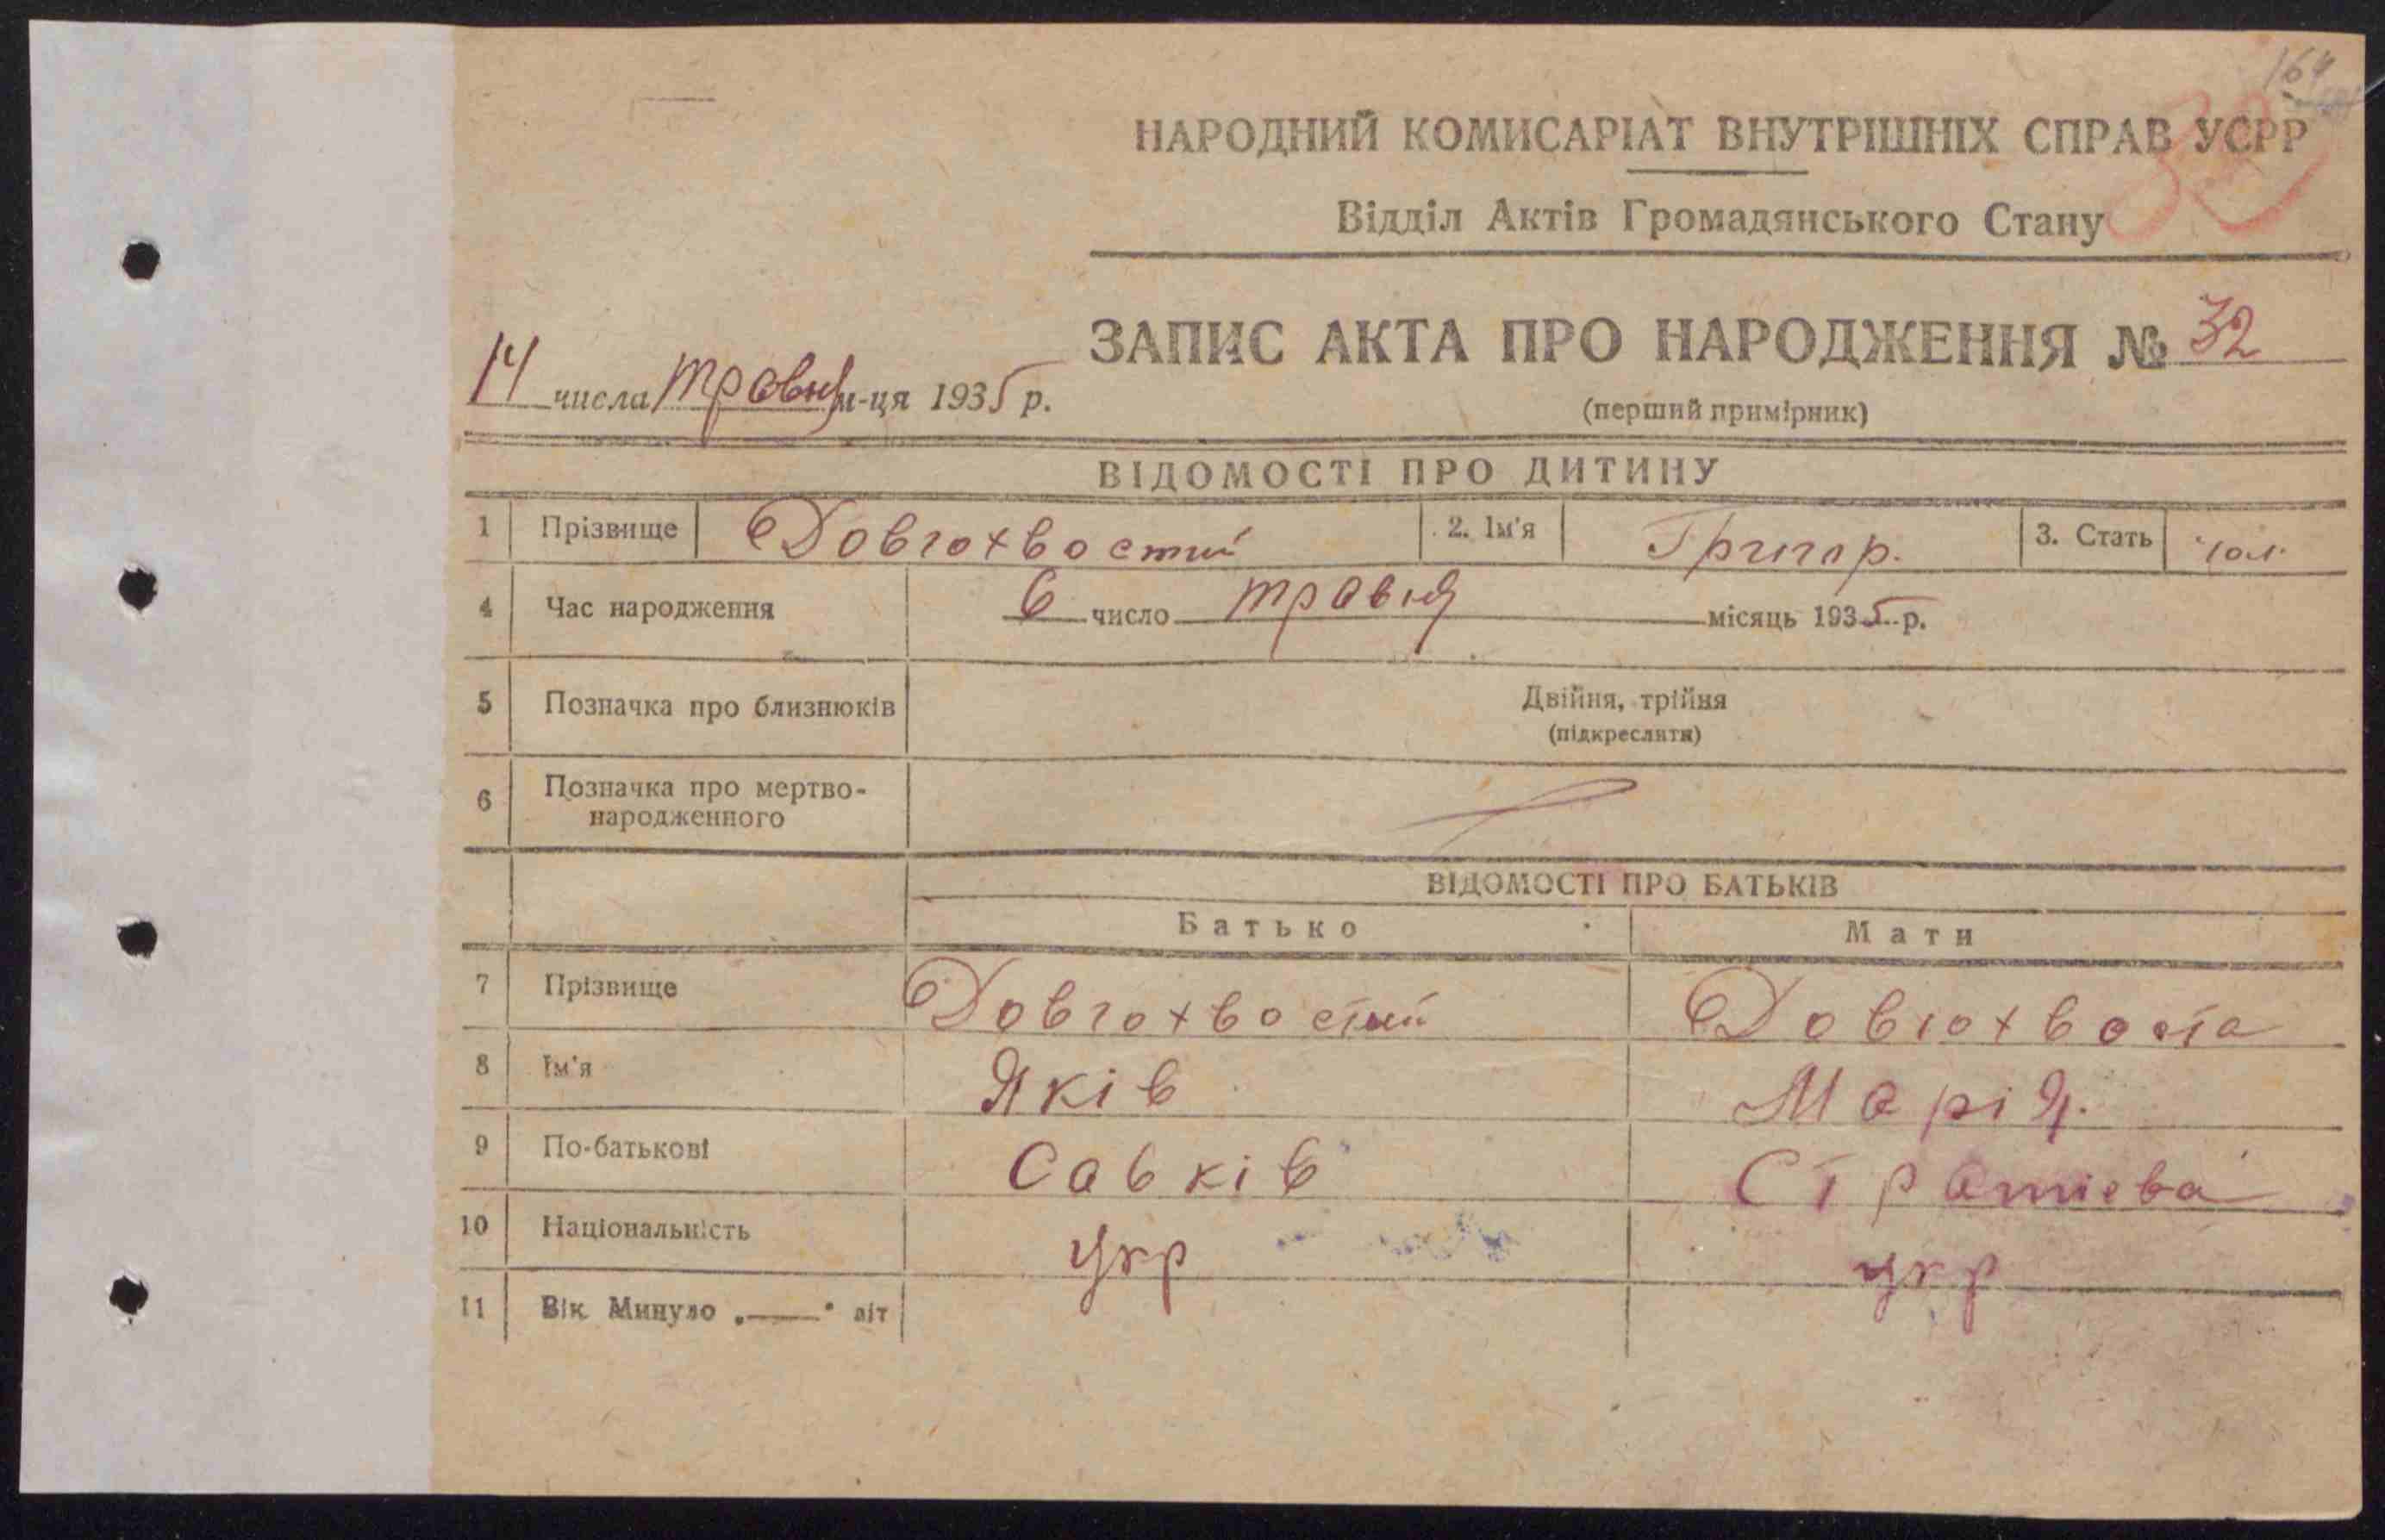 164
32
НАРОДНИЙ КОМИСАРІАТ ВНУТРІШНІХ СПРАВ УСРР
Відділ Актів Громадянського Стану
ЗАПИС АКТА ПРО НАРОДЖЕННЯ № 32
14 числа травня м-ця 1935 р.
(перший примірник)
ВІДОМОСТІ ПРО ДИТИНУ
1 Прізвище Довгохвостий 2. Ім'я Григор. 3. Стать чол.
4 Час народження 6 число травня місяць 1935 р.
5 Позначка про близнюків Двійня, трійня
(підкреслити)
6 Позначка про мертво-
народженного
ВІДОМОСТІ ПРО БАТЬКІВ
Батько Мати
7 Прізвище Довгохвостий Довгохвоста
8 Ім'я Яків Марія.
9 По-батькові Савків Стратієва
10 Національність укр укр
11 Вік Минуло „—“ літ